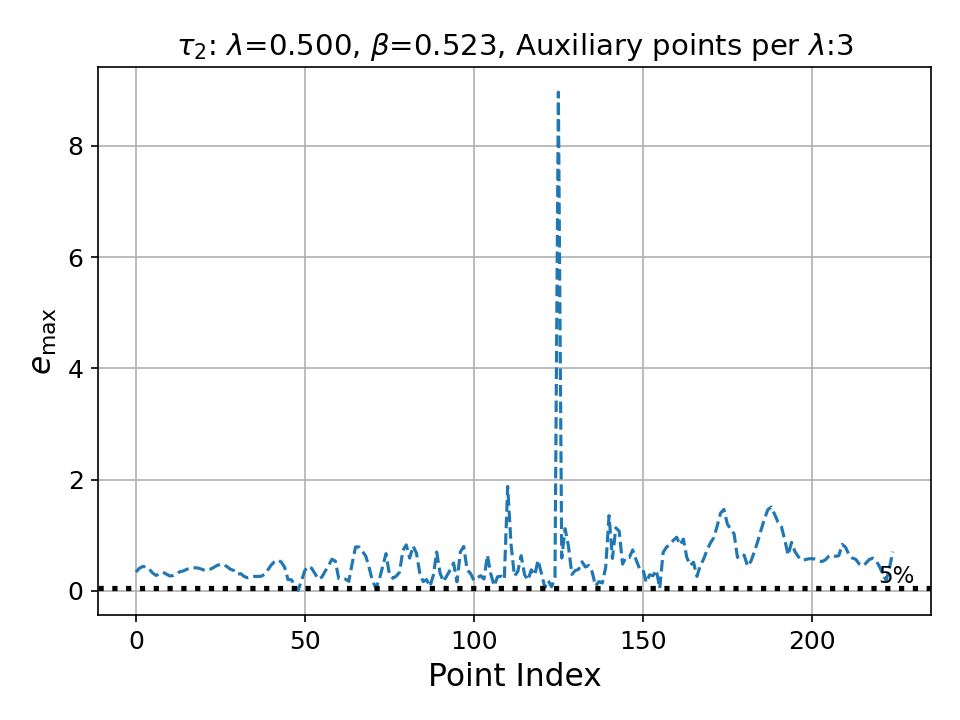 τ₂: λ=0.500, β=0.523, Auxiliary points per λ:3
e_max
8
6
4
2
0
5%
0 50 100 150 200
Point Index